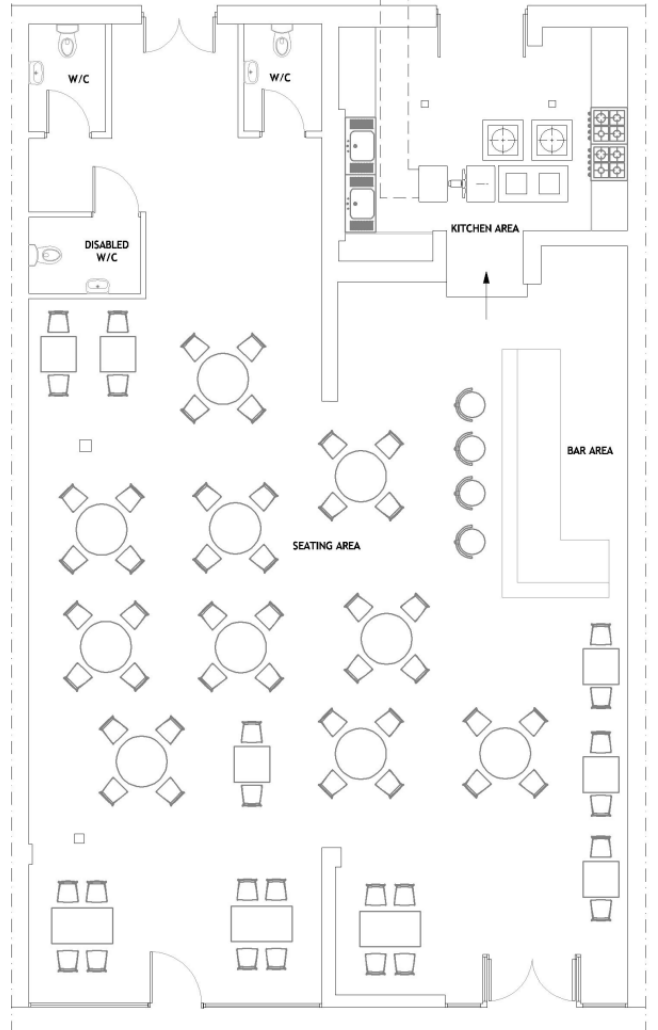 W/C
W/C
DISABLED
W/C
KITCHEN AREA
BAR AREA
SEATING AREA